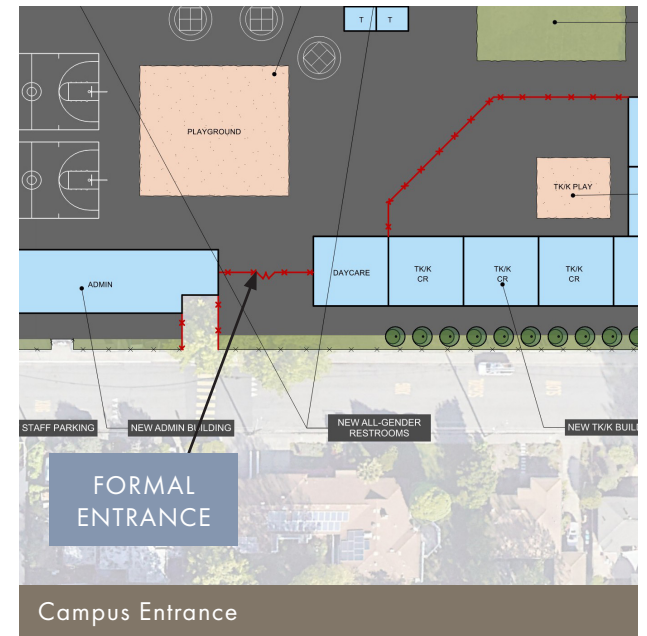 T T
PLAYGROUND
TK/K PLAY
ADMIN
DAYCARE
TK/K
CR
TK/K
CR
TK/K
CR
STAFF PARKING
NEW ADMIN BUILDING
NEW ALL-GENDER
RESTROOMS
NEW TK/K BUIL
FORMAL
ENTRANCE
Campus Entrance